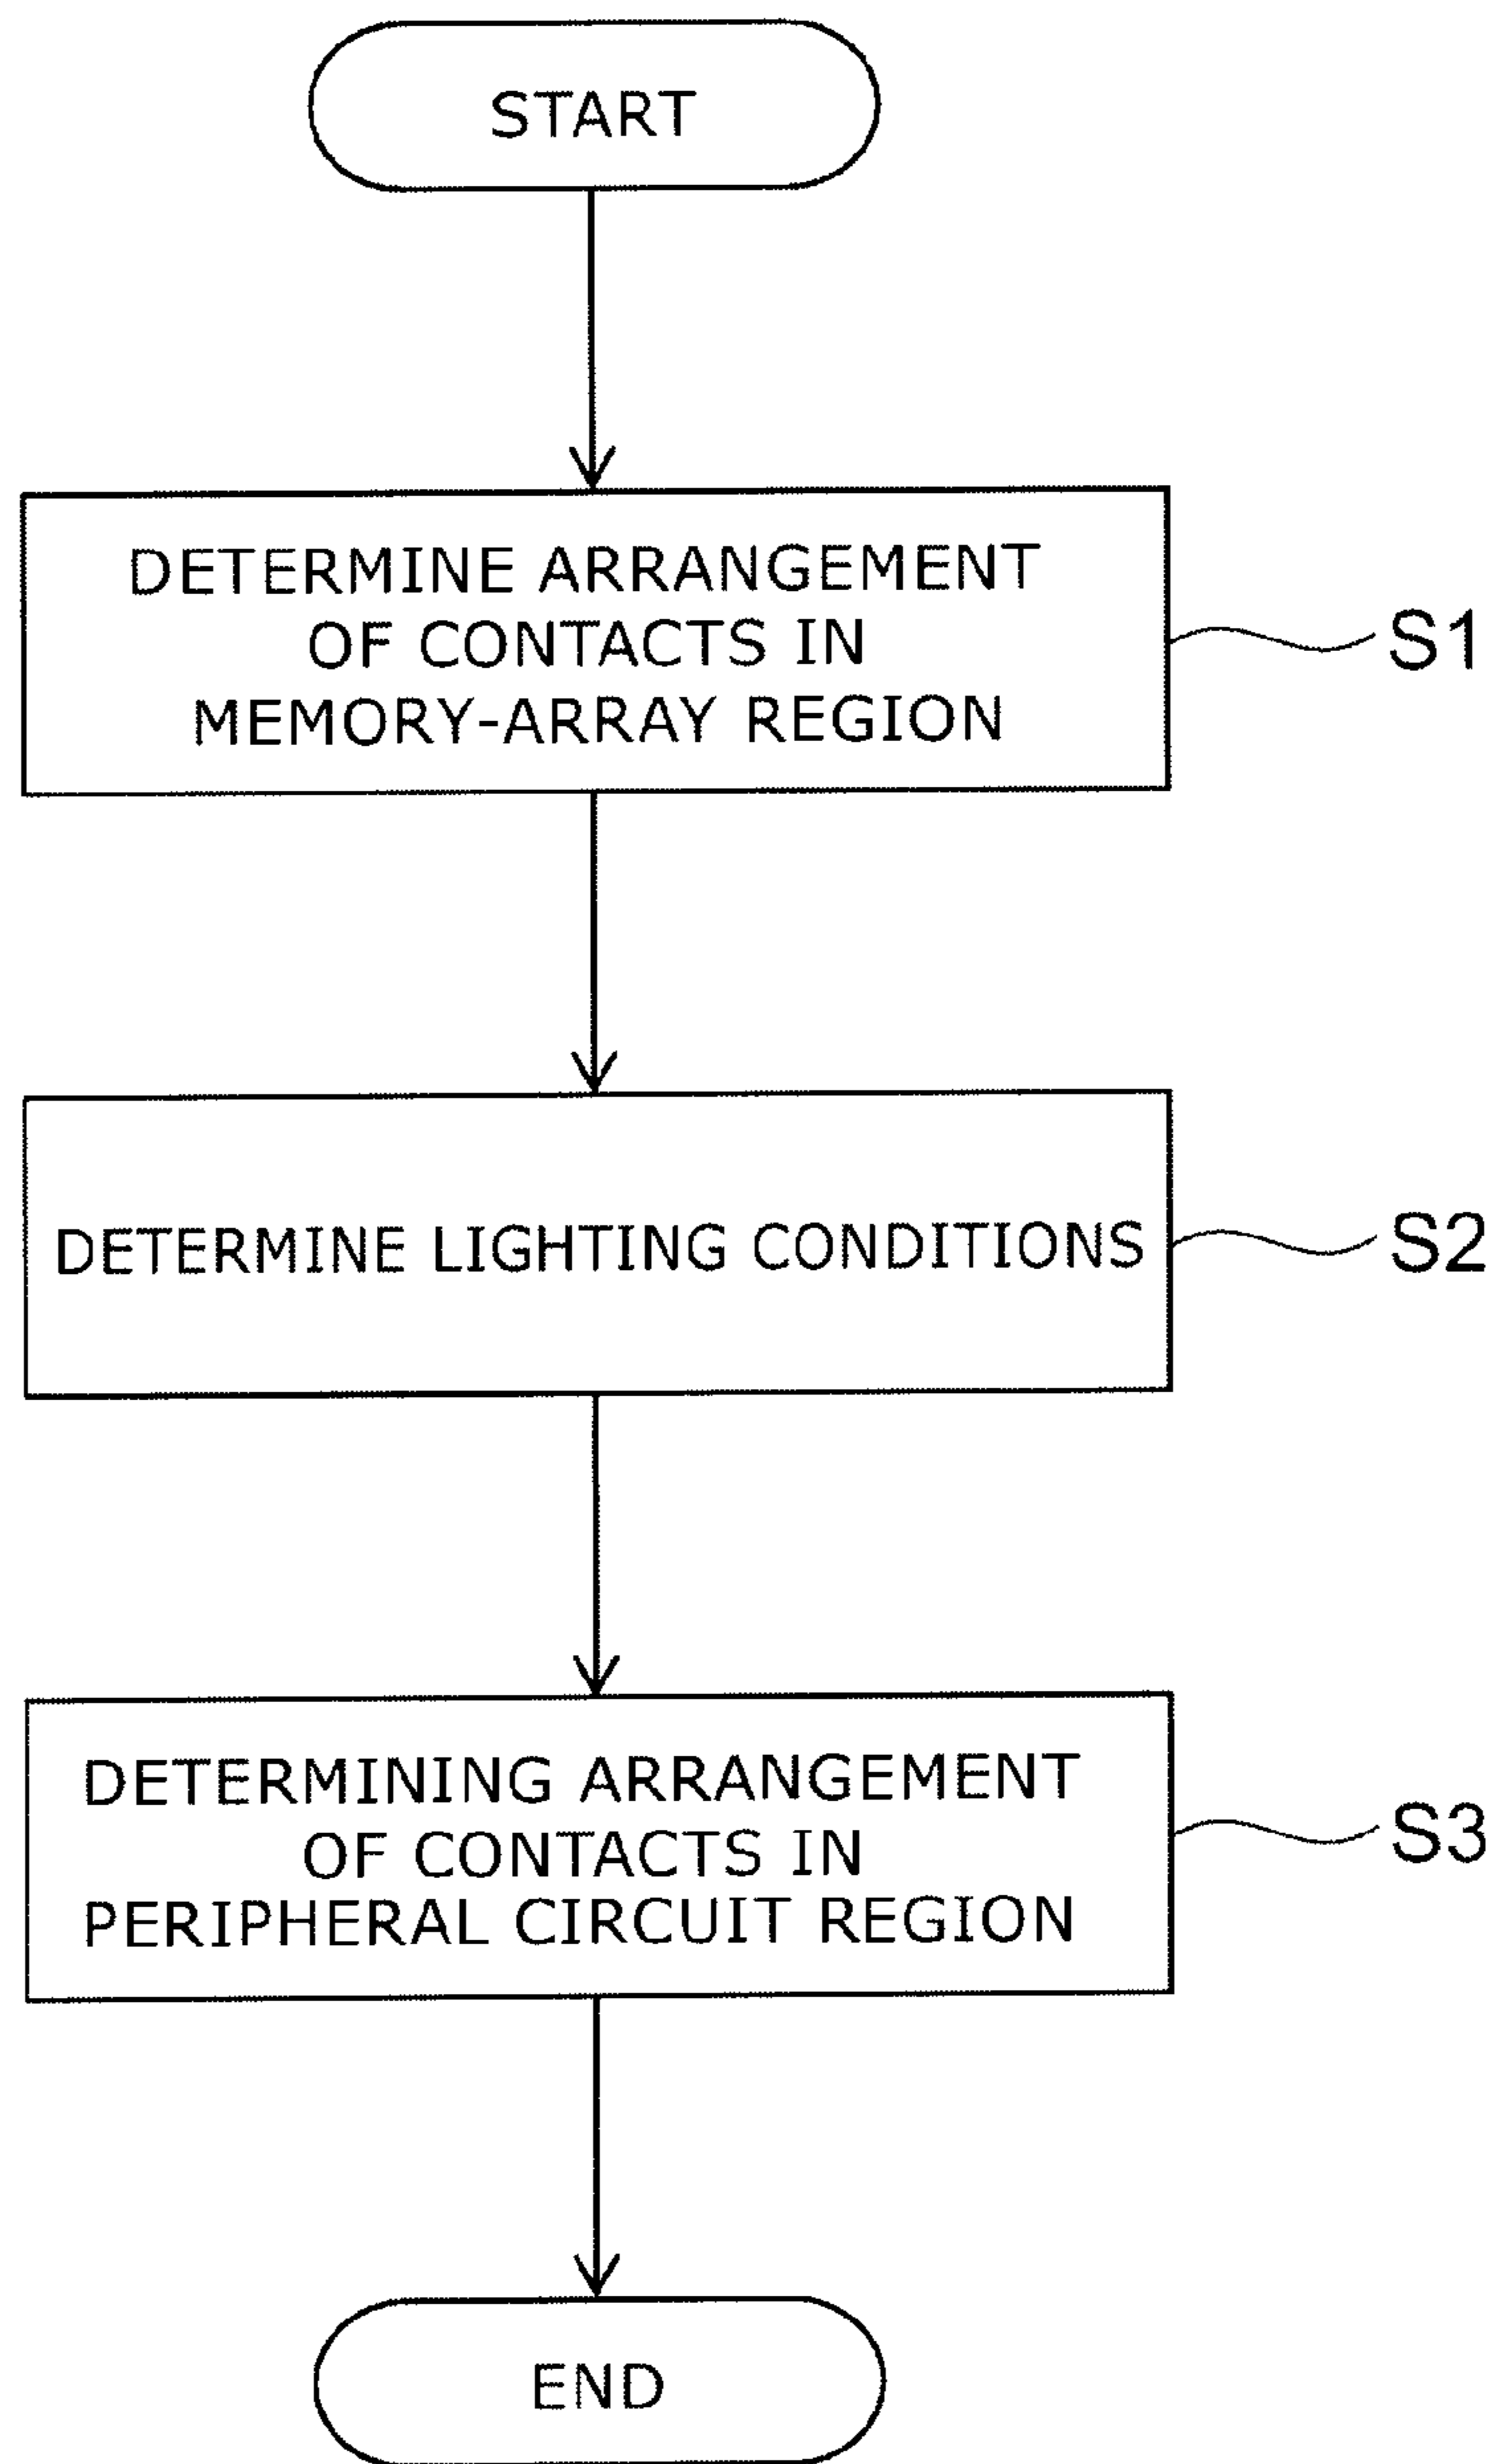 START
DETERMINE ARRANGEMENT
OF CONTACTS IN
MEMORY-ARRAY REGION
S1
DETERMINE LIGHTING CONDITIONS
S2
DETERMINING ARRANGEMENT
OF CONTACTS IN
PERIPHERAL CIRCUIT REGION
S3
END